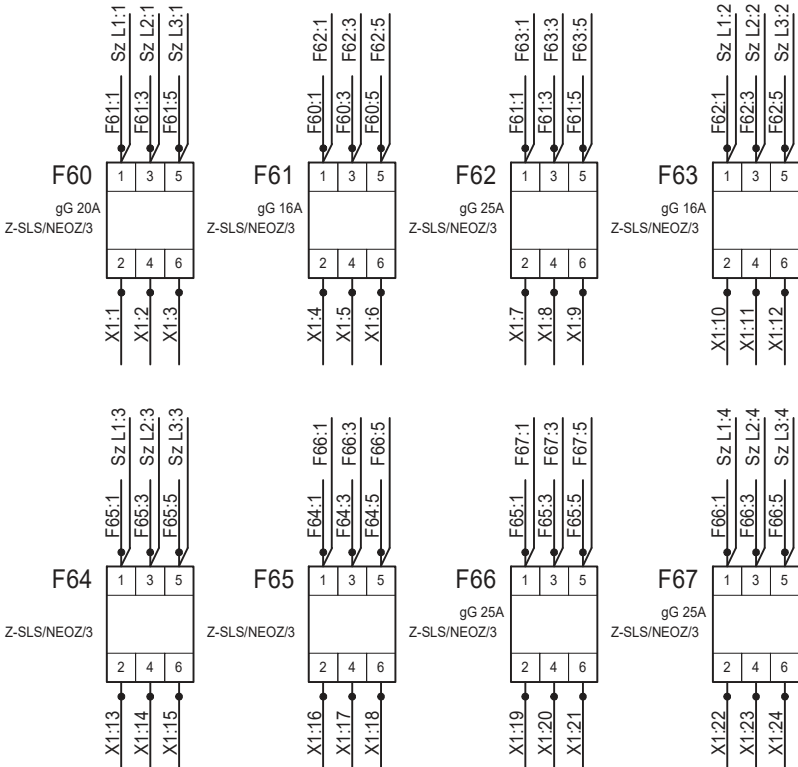 F61:1 Sz L1:1 F61:3 Sz L2:1 F61:5 Sz L3:1
F60
1 3 5
gG 20A
Z-SLS/NEOZ/3
2 4 6
X1:1 X1:2 X1:3
F60:1 F62:1 F60:3 F62:3 F60:5 F62:5
F61
1 3 5
gG 16A
Z-SLS/NEOZ/3
2 4 6
X1:4 X1:5 X1:6
F61:1 F63:1 F61:3 F63:3 F61:5 F63:5
F62
1 3 5
gG 25A
Z-SLS/NEOZ/3
2 4 6
X1:7 X1:8 X1:9
F62:1 Sz L1:2 F62:3 Sz L2:2 F62:5 Sz L3:2
F63
1 3 5
gG 16A
Z-SLS/NEOZ/3
2 4 6
X1:10 X1:11 X1:12
F65:1 Sz L1:3 F65:3 Sz L2:3 F65:5 Sz L3:3
F64
1 3 5
Z-SLS/NEOZ/3
2 4 6
X1:13 X1:14 X1:15
F64:1 F66:1 F64:3 F66:3 F64:5 F66:5
F65
1 3 5
Z-SLS/NEOZ/3
2 4 6
X1:16 X1:17 X1:18
F65:1 F67:1 F65:3 F67:3 F65:5 F67:5
F66
1 3 5
gG 25A
Z-SLS/NEOZ/3
2 4 6
X1:19 X1:20 X1:21
F66:1 Sz L1:4 F66:3 Sz L2:4 F66:5 Sz L3:4
F67
1 3 5
gG 25A
Z-SLS/NEOZ/3
2 4 6
X1:22 X1:23 X1:24